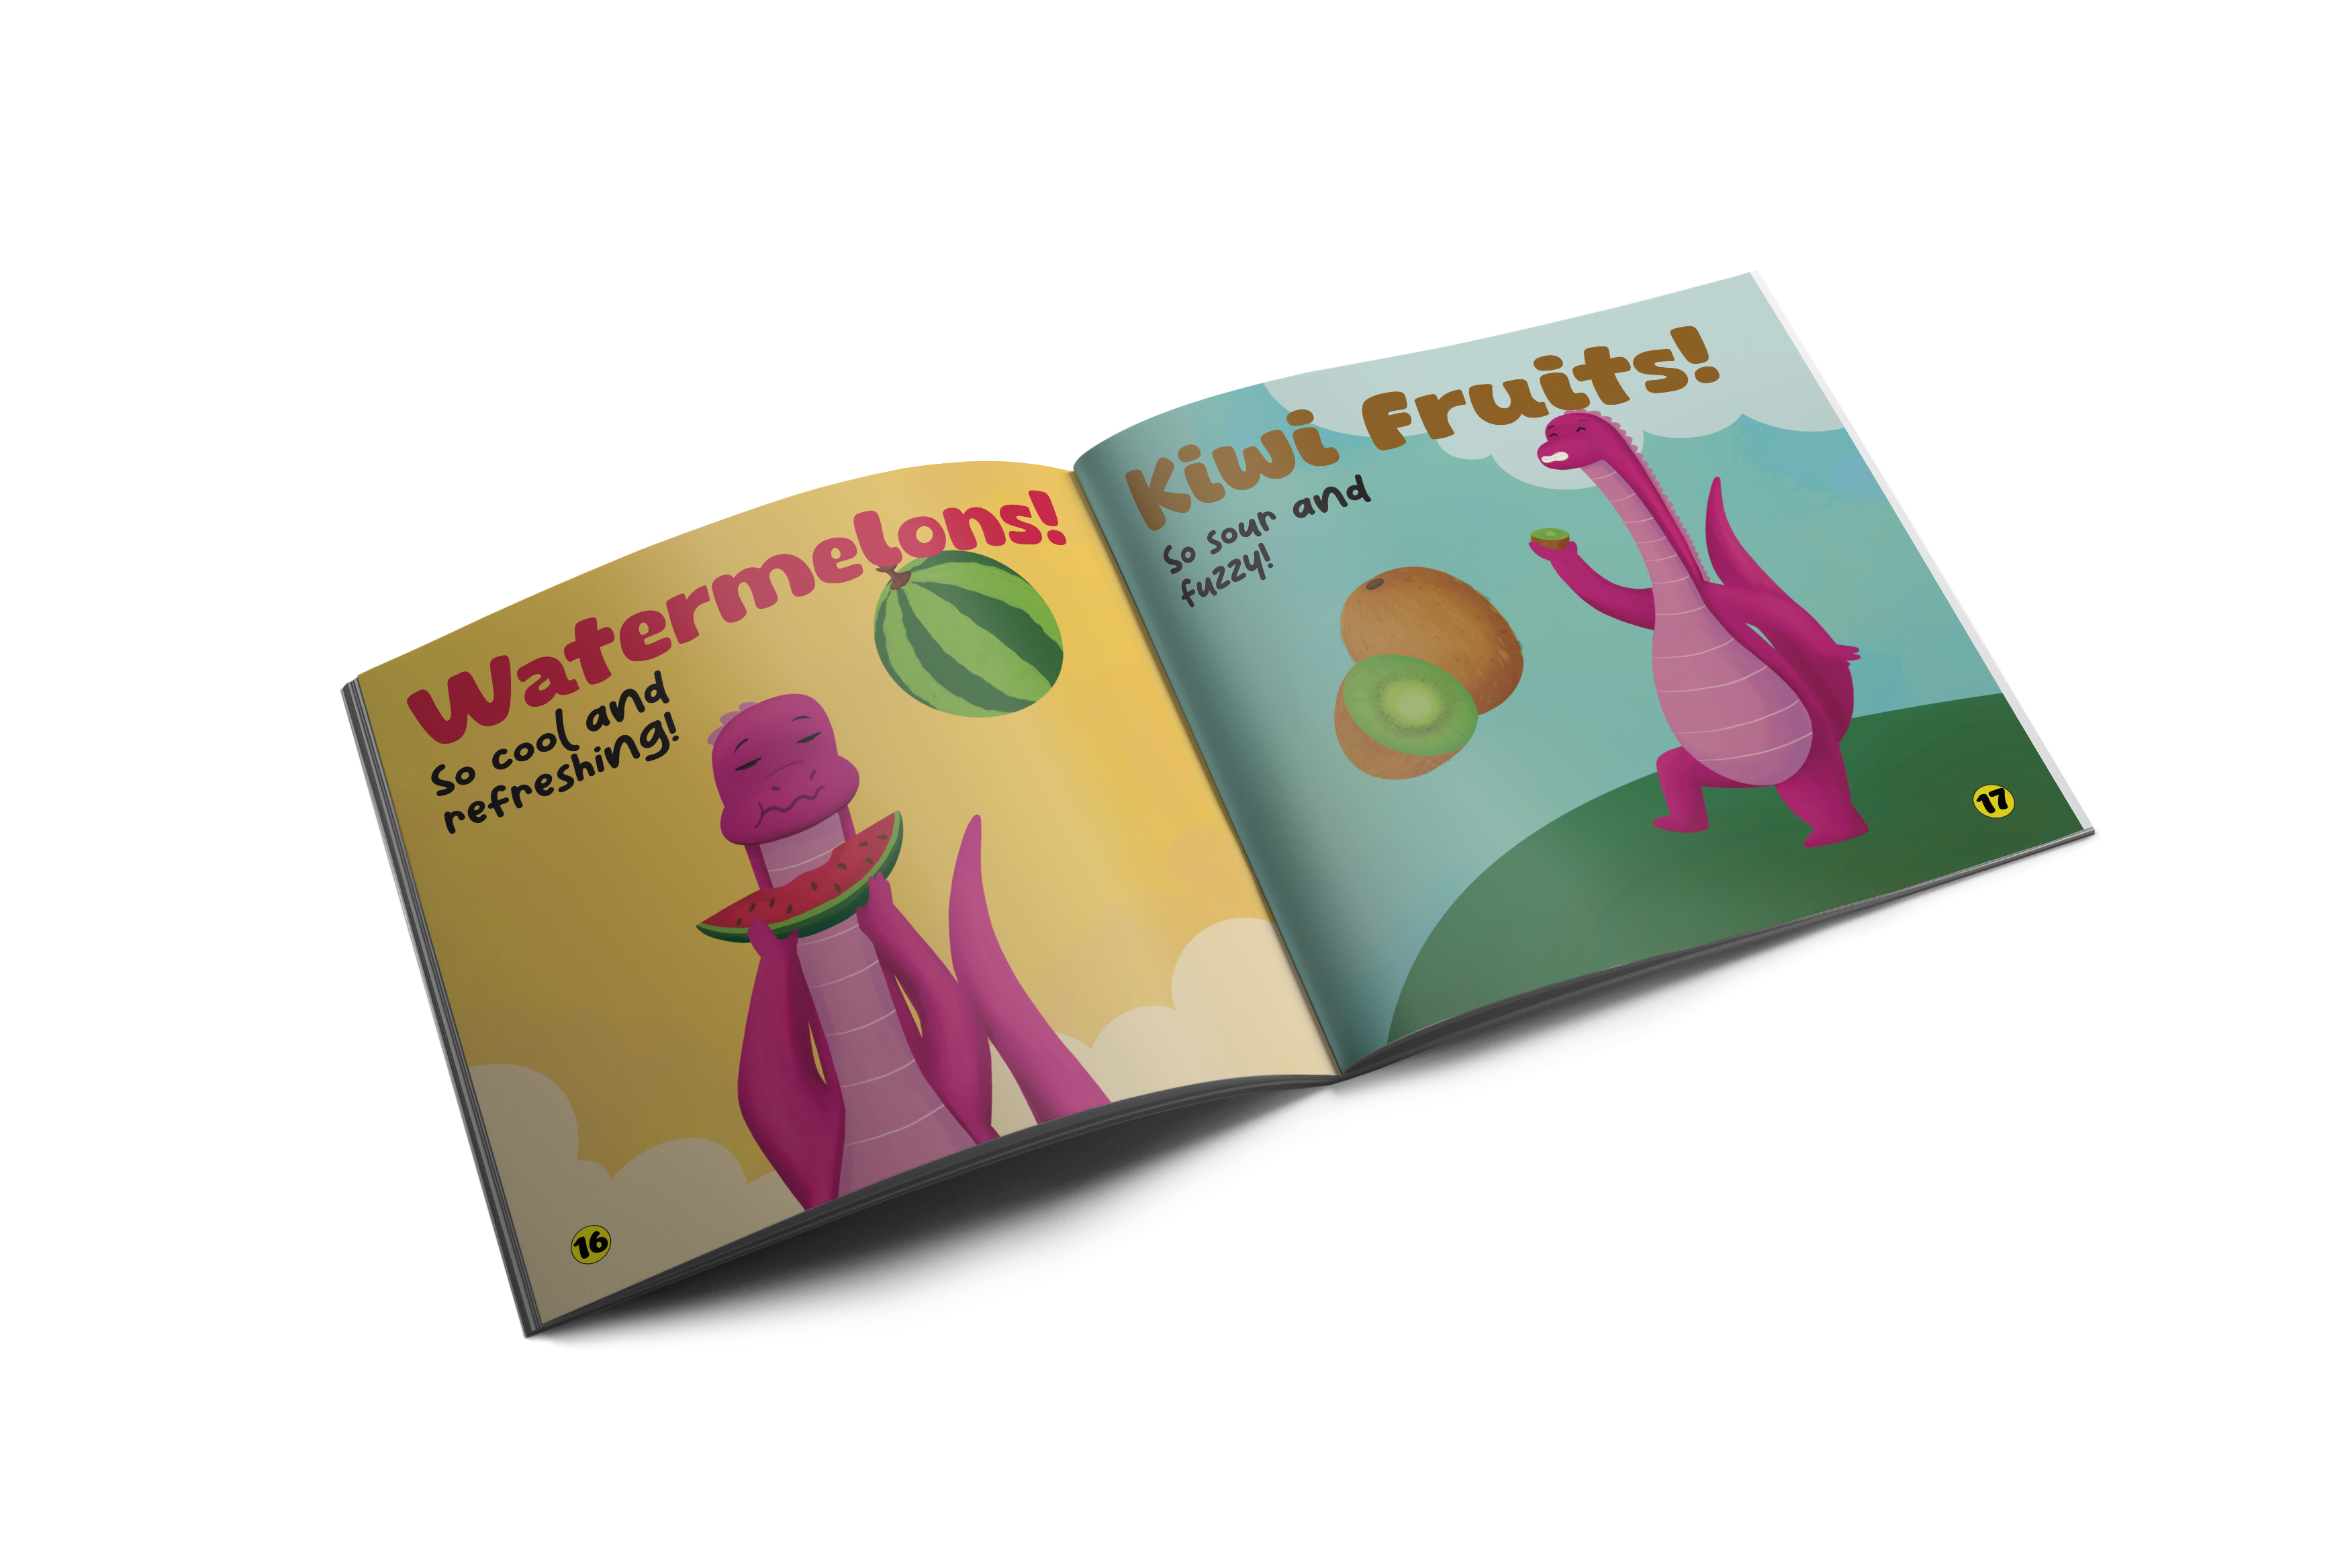 Watermelons!
So cool and
refreshing!
16
Kiwi Fruits!
So sour and
fuzzy!
17